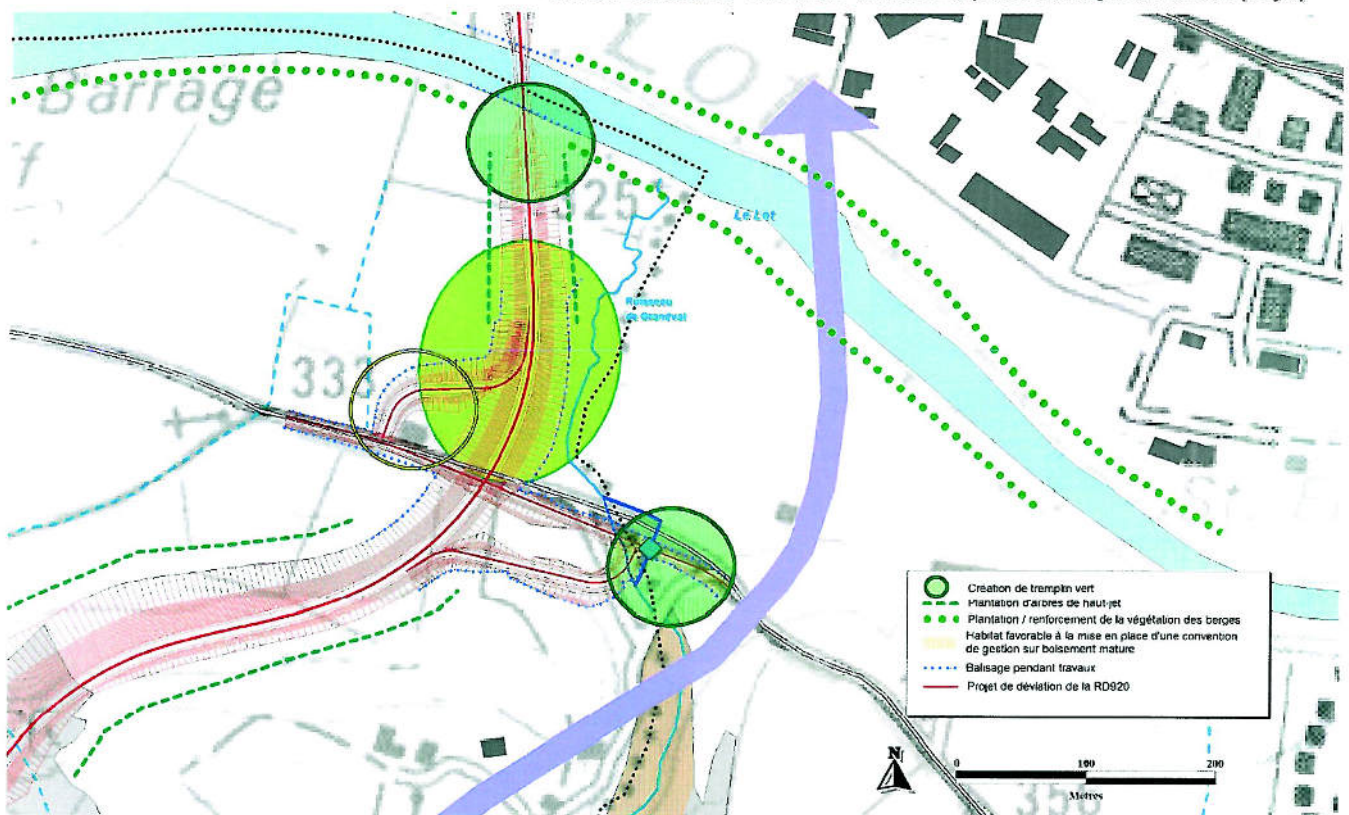 Barrage
325
Le Lot
Ruisseau
de Granéval
333
Création de tremplin vert
Plantation d'arbres de haut-jet
Plantation / renforcement de la végétation des berges
Habitat favorable à la mise en place d'une convention
de gestion sur boisement mature
Balisage pendant travaux
Projet de déviation de la RD920
N
0 100 200
Mètres